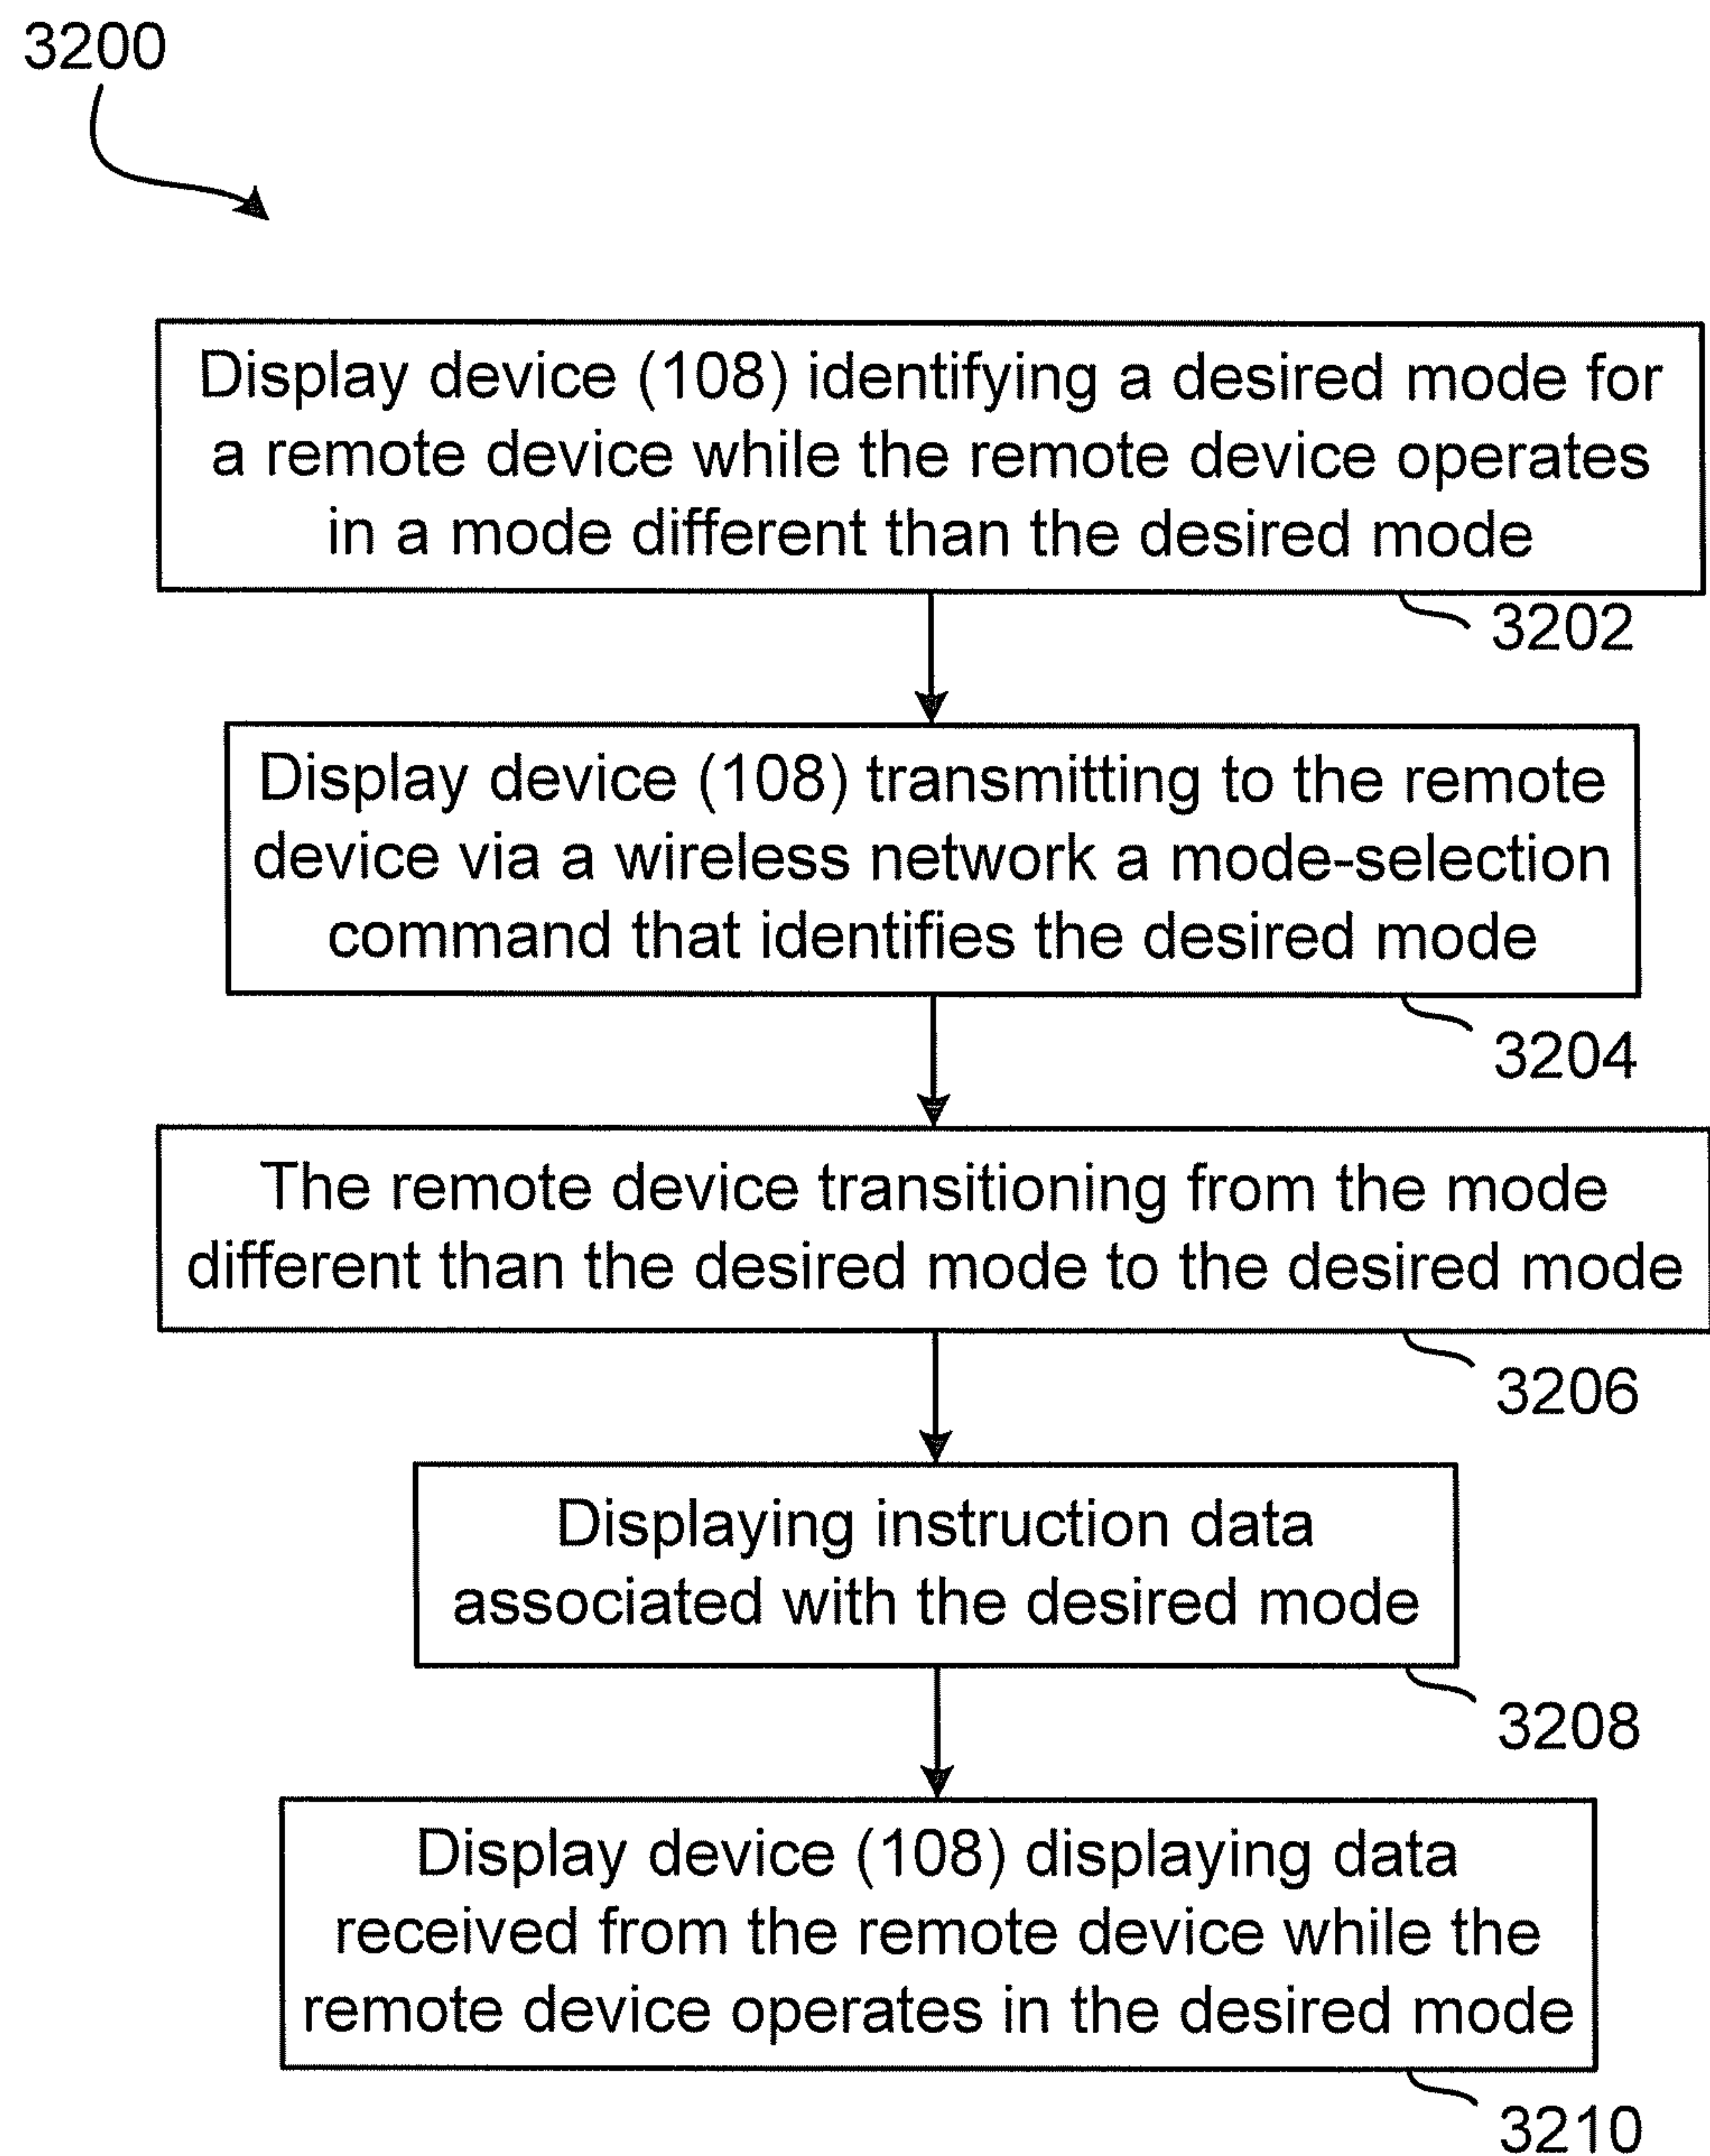 3200
Display device (108) identifying a desired mode for
a remote device while the remote device operates
in a mode different than the desired mode
3202
Display device (108) transmitting to the remote
device via a wireless network a mode-selection
command that identifies the desired mode
3204
The remote device transitioning from the mode
different than the desired mode to the desired mode
3206
Displaying instruction data
associated with the desired mode
3208
Display device (108) displaying data
received from the remote device while the
remote device operates in the desired mode
3210